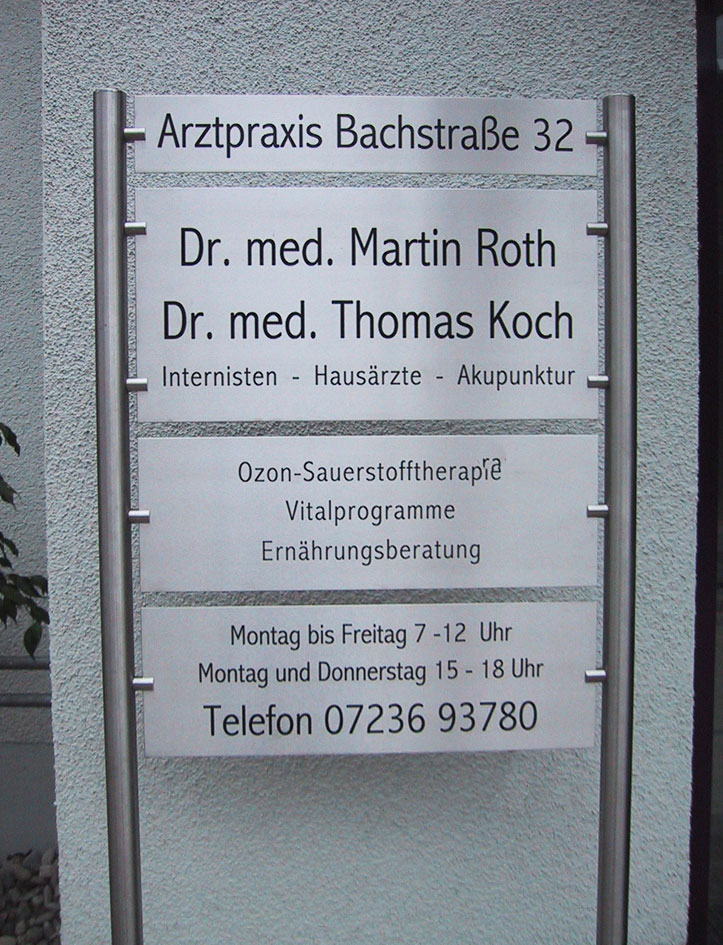 Arztpraxis Bachstraße 32
Dr. med. Martin Roth
Dr. med. Thomas Koch
Internisten - Hausärzte - Akupunktur
Ozon-Sauerstofftherapie
Vitalprogramme
Ernährungsberatung
Montag bis Freitag 7 -12 Uhr
Montag und Donnerstag 15 - 18 Uhr
Telefon 07236 93780